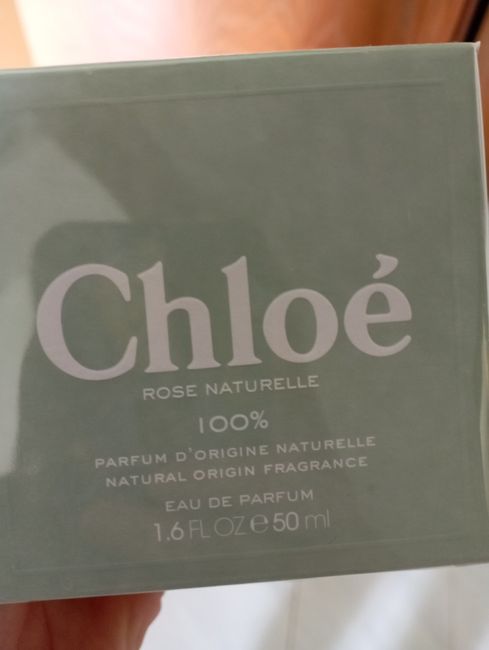 Chloé
ROSE NATURELLE
100%
PARFUM D'ORIGINE NATURELLE
NATURAL ORIGIN FRAGRANCE
EAU DE PARFUM
1.6 FL OZ ℮ 50 ml